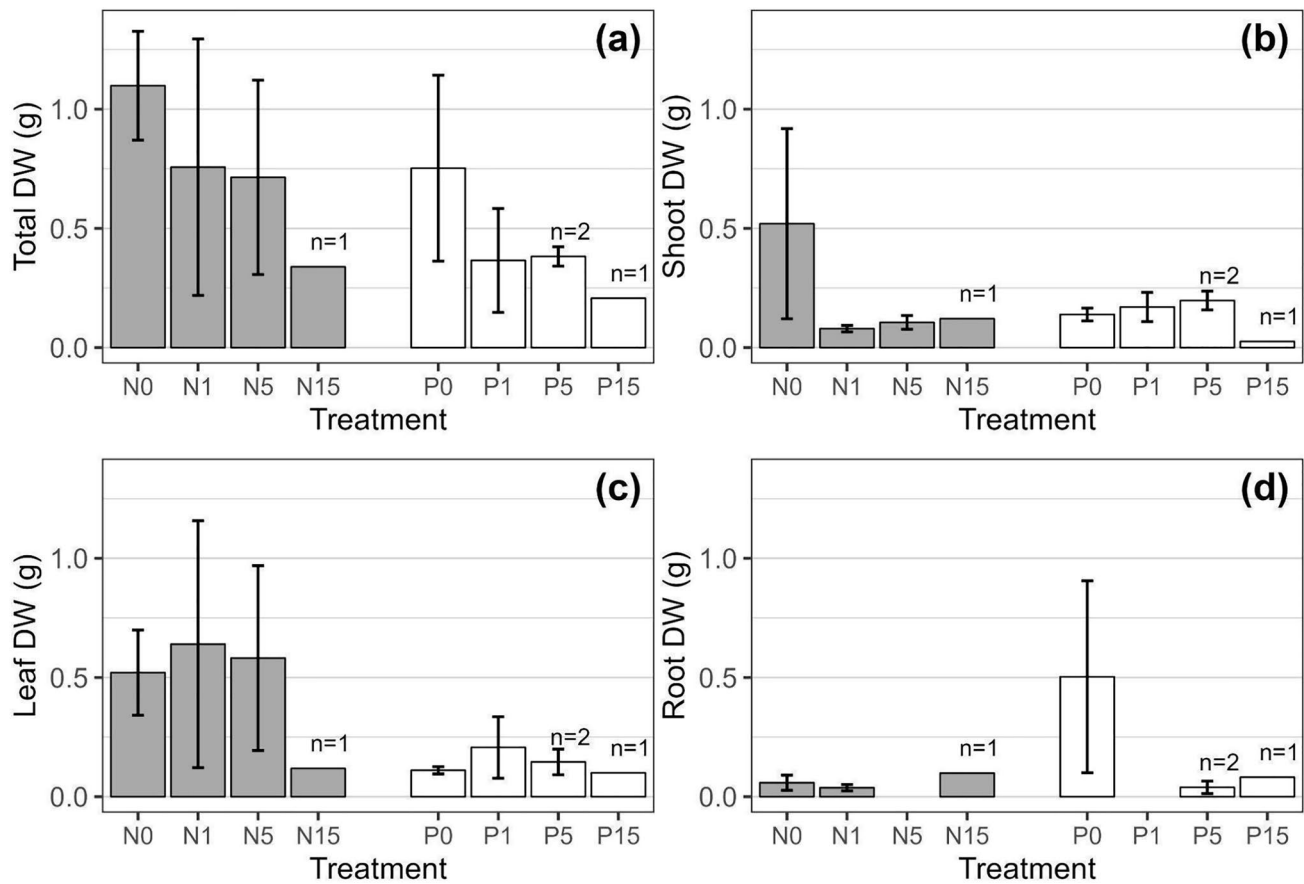 (a)
Total DW (g)
1.0
0.5
0.0
n=1
n=2
n=1
N0 N1 N5 N15 P0 P1 P5 P15
Treatment
(b)
Shoot DW (g)
1.0
0.5
0.0
n=1
n=2
n=1
N0 N1 N5 N15 P0 P1 P5 P15
Treatment
(c)
Leaf DW (g)
1.0
0.5
0.0
n=1
n=2
n=1
N0 N1 N5 N15 P0 P1 P5 P15
Treatment
(d)
Root DW (g)
1.0
0.5
0.0
n=1
n=2
n=1
N0 N1 N5 N15 P0 P1 P5 P15
Treatment